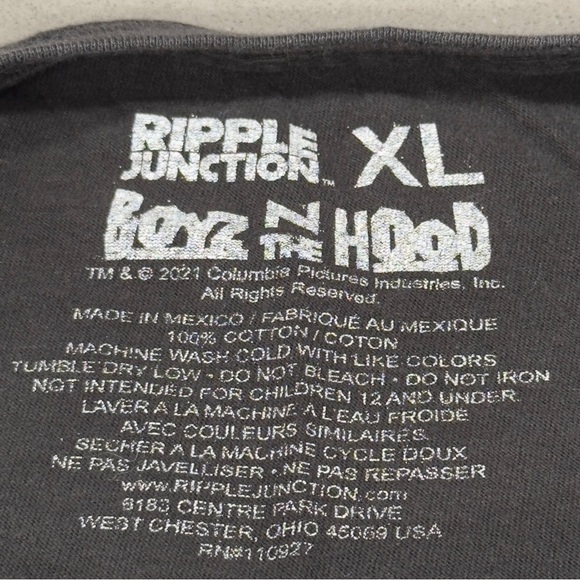 RIPPLE
JUNCTION™ XL
BOYZ N THE HOOD
TM & © 2021 Columbia Pictures Industries, Inc.
All Rights Reserved.
MADE IN MEXICO / FABRIQUÉ AU MEXIQUE
100% COTTON / COTON
MACHINE WASH COLD WITH LIKE COLORS
TUMBLE DRY LOW • DO NOT BLEACH • DO NOT IRON
NOT INTENDED FOR CHILDREN 12 AND UNDER.
LAVER A LA MACHINE A L'EAU FROIDE
AVEC COULEURS SIMILAIRES.
SECHER A LA MACHINE CYCLE DOUX
NE PAS JAVELLISER • NE PAS REPASSER
www.RIPPLEJUNCTION.com
6183 CENTRE PARK DRIVE
WEST CHESTER, OHIO 45069 USA
RN#110927